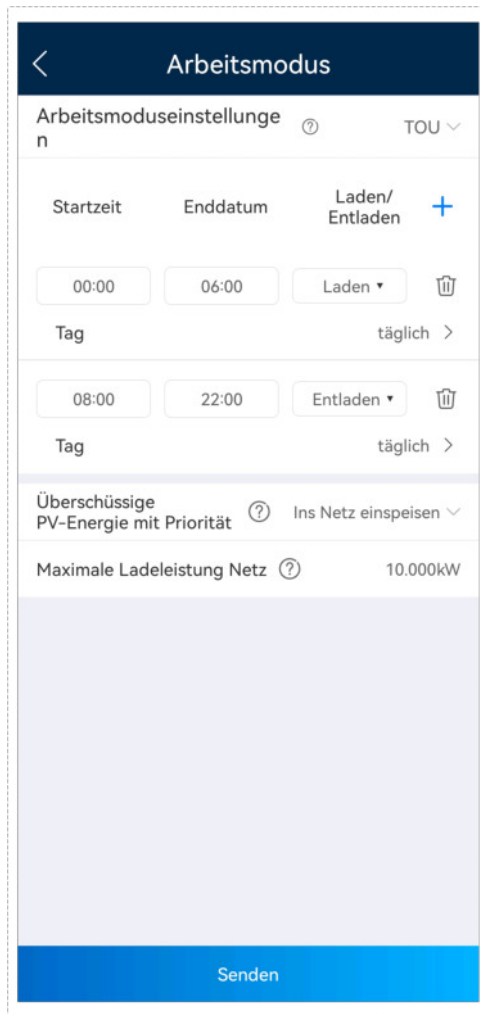 Arbeitsmodus
Arbeitsmoduseinstellunge
n
TOU
Startzeit Enddatum Laden/
Entladen
00:00 06:00 Laden
Tag täglich
08:00 22:00 Entladen
Tag täglich
Überschüssige
PV-Energie mit Priorität
Ins Netz einspeisen
Maximale Ladeleistung Netz 10.000kW
Senden